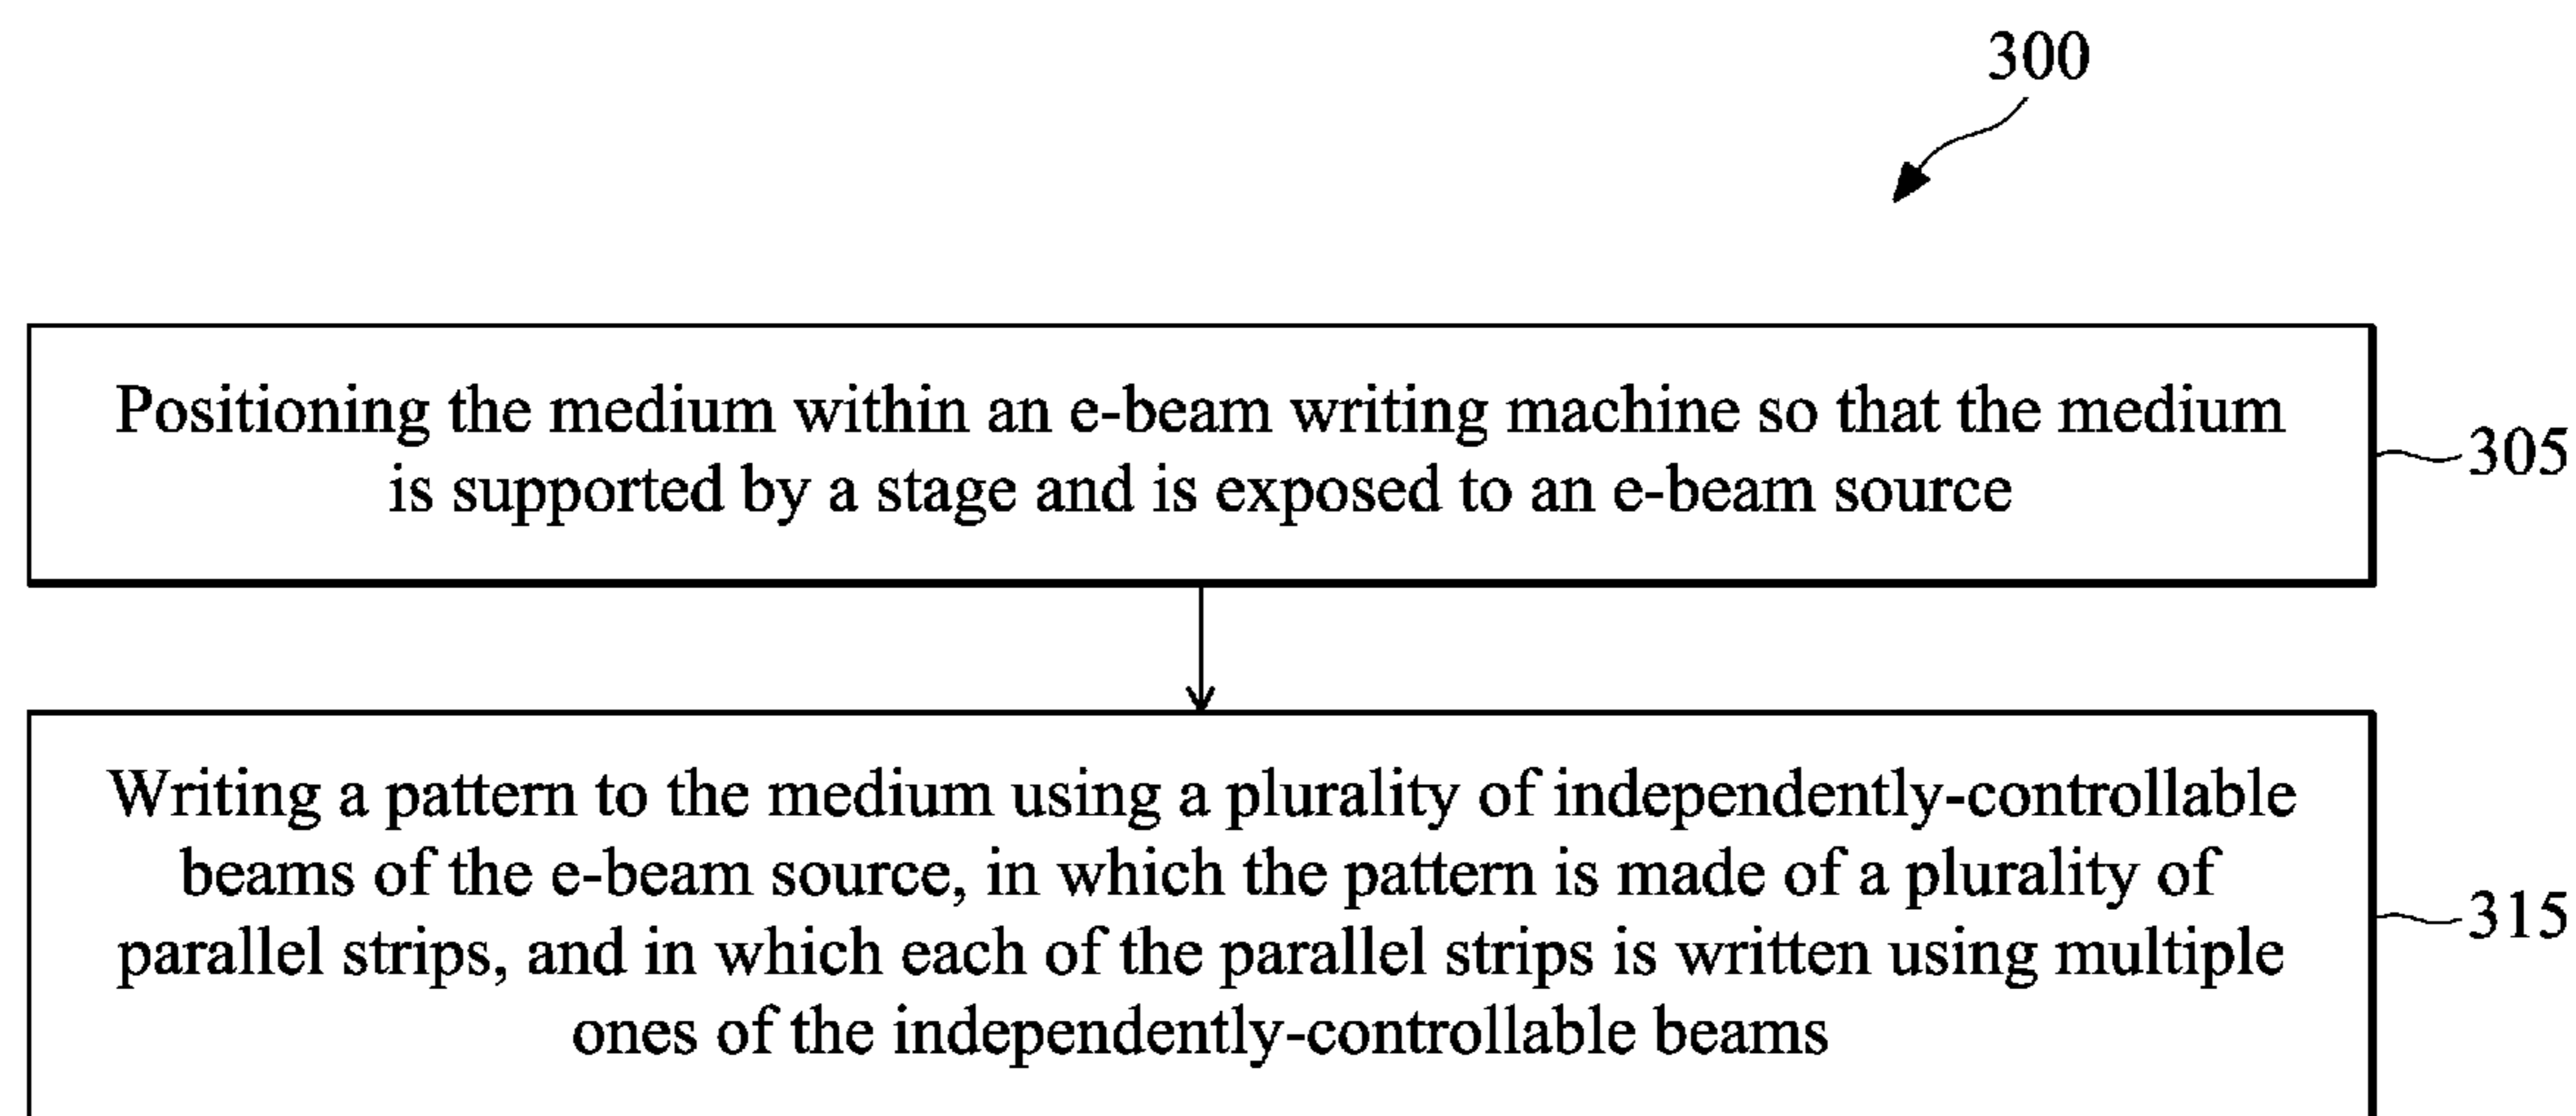 300
Positioning the medium within an e-beam writing machine so that the medium
is supported by a stage and is exposed to an e-beam source
305
Writing a pattern to the medium using a plurality of independently-controllable
beams of the e-beam source, in which the pattern is made of a plurality of
parallel strips, and in which each of the parallel strips is written using multiple
ones of the independently-controllable beams
315